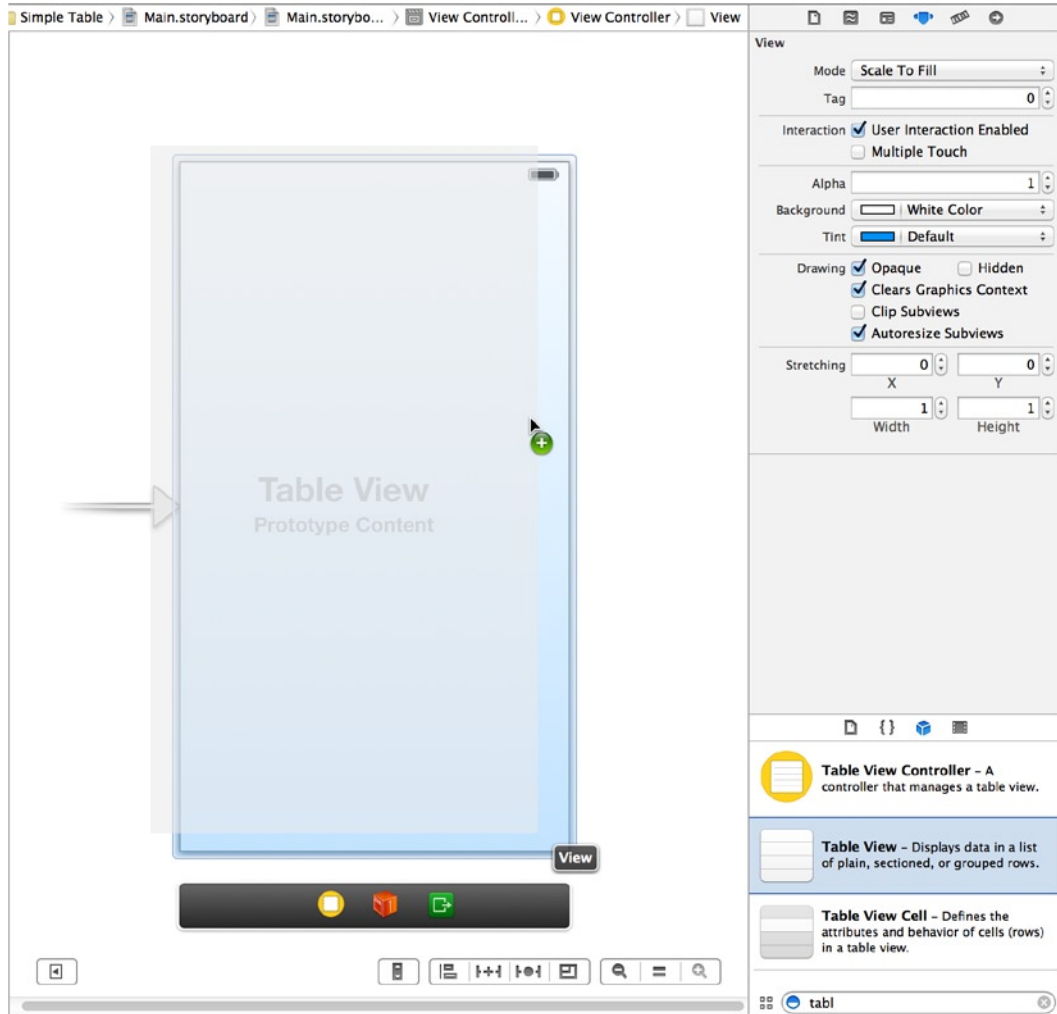 Simple Table
Main.storyboard
Main.storybo...
View Controll...
View Controller
View
View
Mode Scale To Fill
Tag 0
Interaction User Interaction Enabled
Multiple Touch
Alpha 1
Background White Color
Tint Default
Drawing Opaque Hidden
Clears Graphics Context
Clip Subviews
Autoresize Subviews
Stretching 0 0
X Y
1 1
Width Height
Table View
Prototype Content
View
{}
Table View Controller – A
controller that manages a table view.
Table View – Displays data in a list
of plain, sectioned, or grouped rows.
Table View Cell – Defines the
attributes and behavior of cells (rows)
in a table view.
tabl